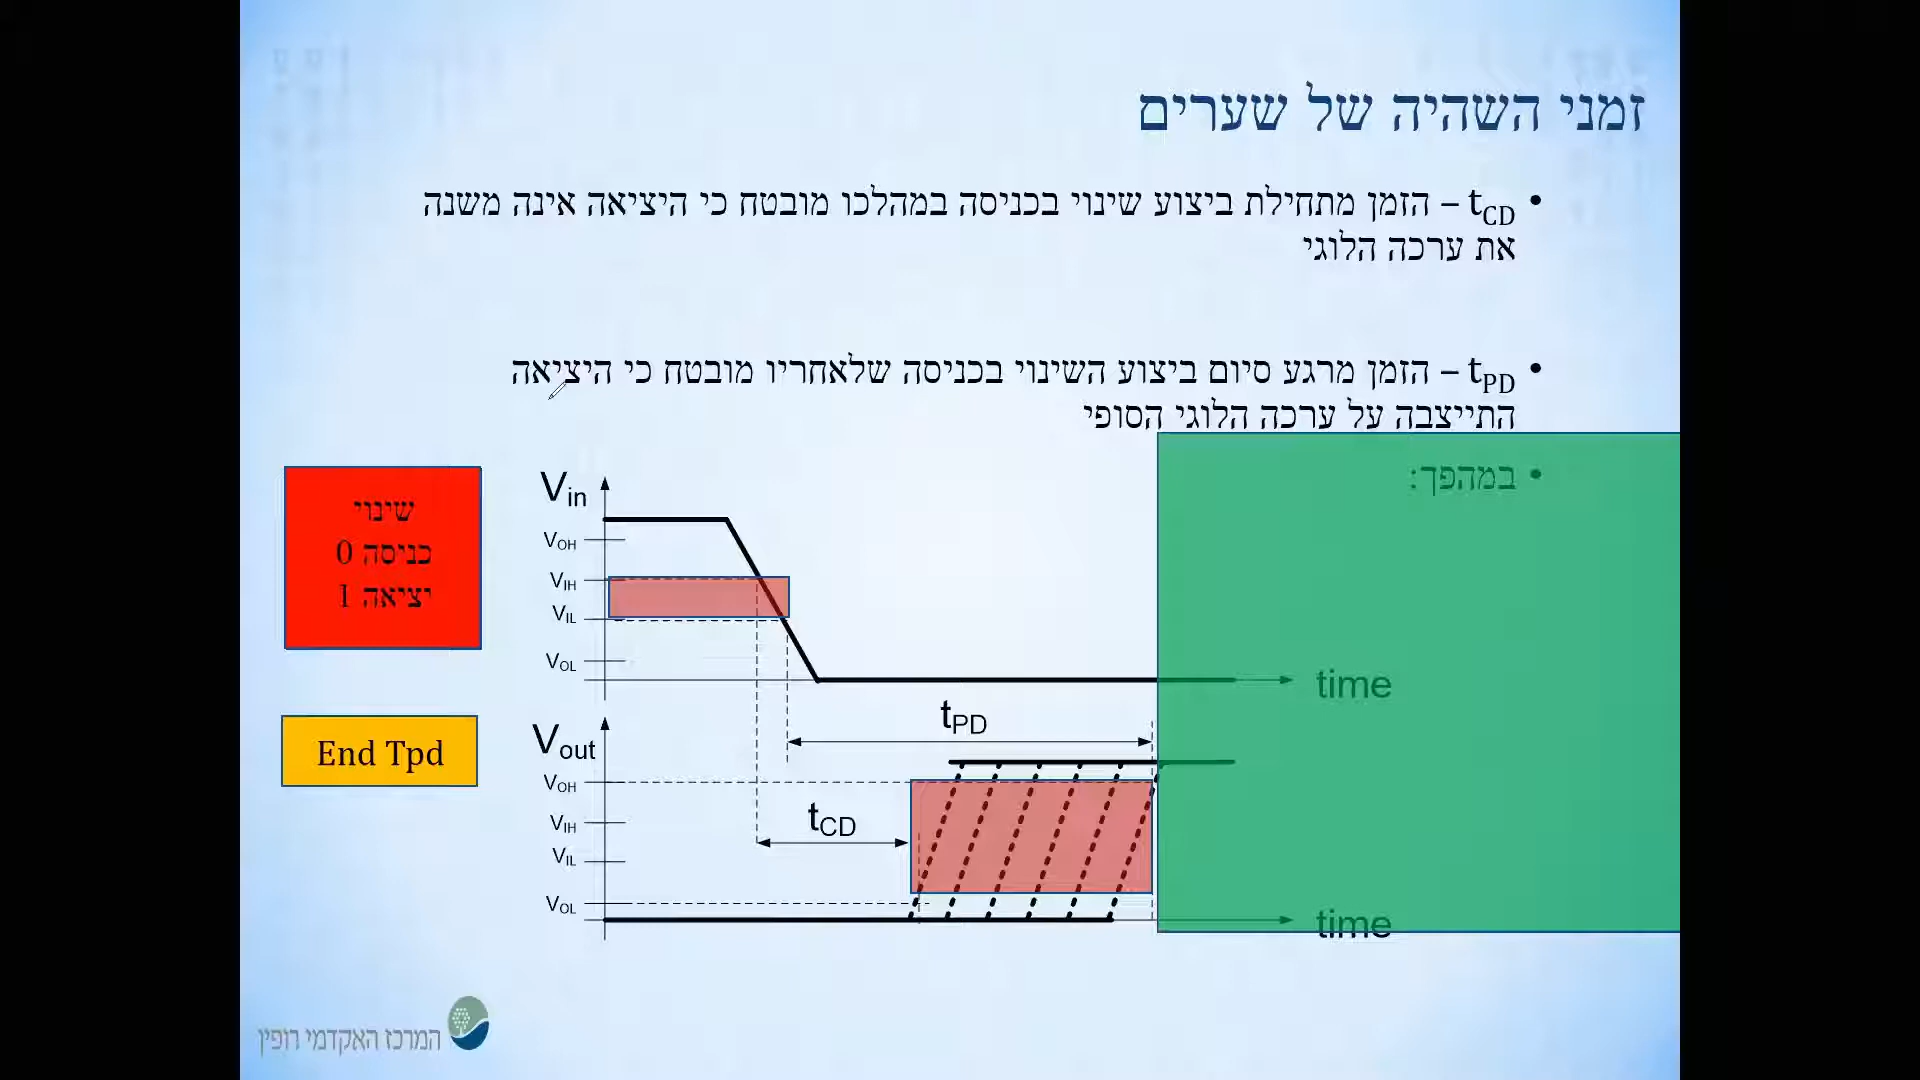 זמני השהיה של שערים
• tCD – הזמן מתחילת ביצוע שינוי בכניסה במהלכו מובטח כי היציאה אינה משנה
את ערכה הלוגי
• tPD – הזמן מרגע סיום ביצוע השינוי בכניסה שלאחריו מובטח כי היציאה
התייצבה על ערכה הלוגי הסופי
• במהפך:
שינוי
כניסה 0
יציאה 1
Vin
VOH
VIH
VIL
VOL
time
tPD
End Tpd
Vout
VOH
tCD
VIH
VIL
VOL
time
המרכז האקדמי רופין